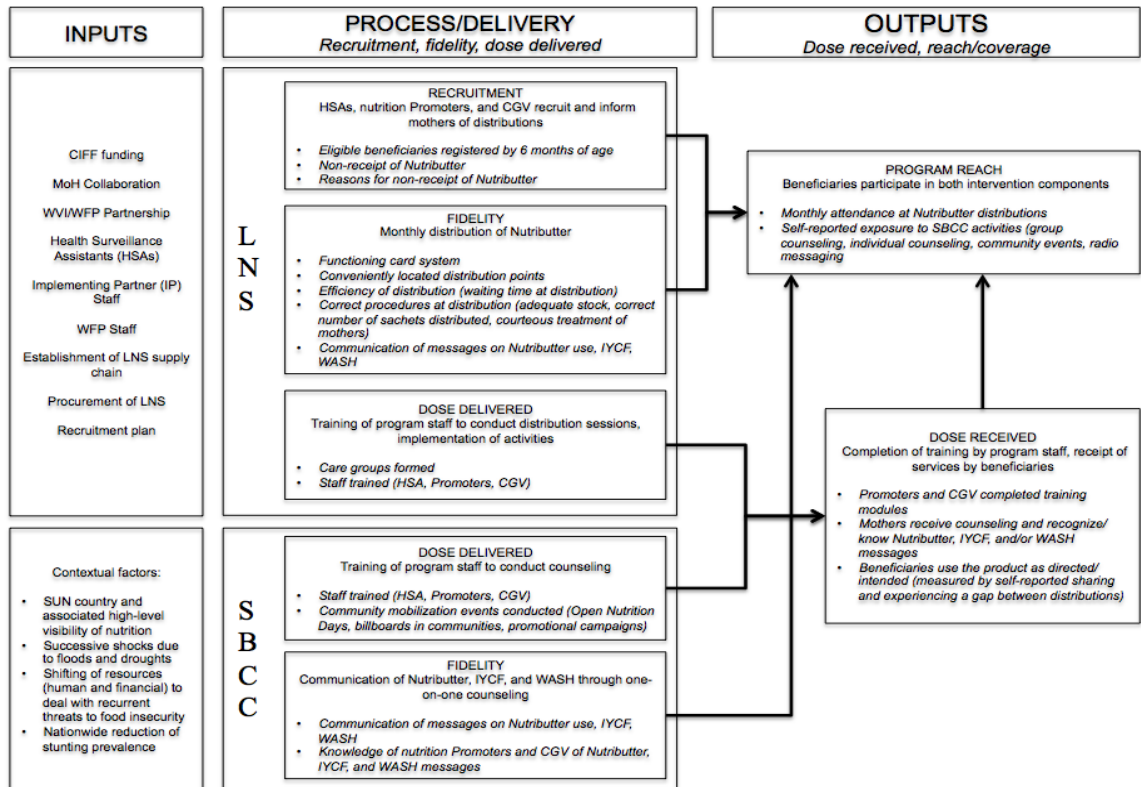 INPUTS
CIFF funding
MoH Collaboration
WVI/WFP Partnership
Health Surveillance
Assistants (HSAs)
Implementing Partner (IP)
Staff
WFP Staff
Establishment of LNS supply
chain
Procurement of LNS
Recruitment plan
Contextual factors:
• SUN country and
associated high-level
visibility of nutrition
• Successive shocks due
to floods and droughts
• Shifting of resources
(human and financial) to
deal with recurrent
threats to food insecurity
• Nationwide reduction of
stunting prevalence
PROCESS/DELIVERY
Recruitment, fidelity, dose delivered
L
N
S
RECRUITMENT
HSAs, nutrition Promoters, and CGV recruit and inform
mothers of distributions
• Eligible beneficiaries registered by 6 months of age
• Non-receipt of Nutributter
• Reasons for non-receipt of Nutributter
FIDELITY
Monthly distribution of Nutributter
• Functioning card system
• Conveniently located distribution points
• Efficiency of distribution (waiting time at distribution)
• Correct procedures at distribution (adequate stock, correct
number of sachets distributed, courteous treatment of
mothers)
• Communication of messages on Nutributter use, IYCF,
WASH
DOSE DELIVERED
Training of program staff to conduct distribution sessions,
implementation of activities
• Care groups formed
• Staff trained (HSA, Promoters, CGV)
S
B
C
C
DOSE DELIVERED
Training of program staff to conduct counseling
• Staff trained (HSA, Promoters, CGV)
• Community mobilization events conducted (Open Nutrition
Days, billboards in communities, promotional campaigns)
FIDELITY
Communication of Nutributter, IYCF, and WASH through one-
on-one counseling
• Communication of messages on Nutributter use, IYCF,
WASH
• Knowledge of nutrition Promoters and CGV of Nutributter,
IYCF, and WASH messages
OUTPUTS
Dose received, reach/coverage
PROGRAM REACH
Beneficiaries participate in both intervention components
• Monthly attendance at Nutributter distributions
• Self-reported exposure to SBCC activities (group
counseling, individual counseling, community events, radio
messaging
DOSE RECEIVED
Completion of training by program staff, receipt of
services by beneficiaries
• Promoters and CGV completed training
modules
• Mothers receive counseling and recognize/
know Nutributter, IYCF, and/or WASH
messages
• Beneficiaries use the product as directed/
intended (measured by self-reported sharing
and experiencing a gap between distributions)